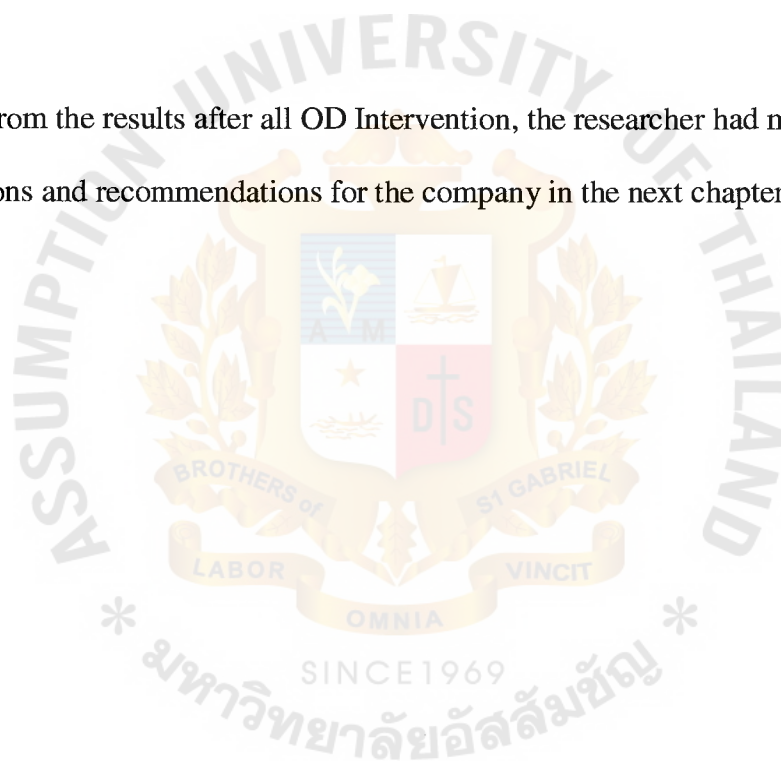 rom the results after all OD Intervention, the researcher had m
ons and recommendations for the company in the next chapter
ASSUMPTION UNIVERSITY OF THAILAND
A M
D S
BROTHERS of ST GABRIEL
LABOR OMNIA VINCIT
SINCE1969
* มหาวิทยาลัยอัสสัมชัญ *